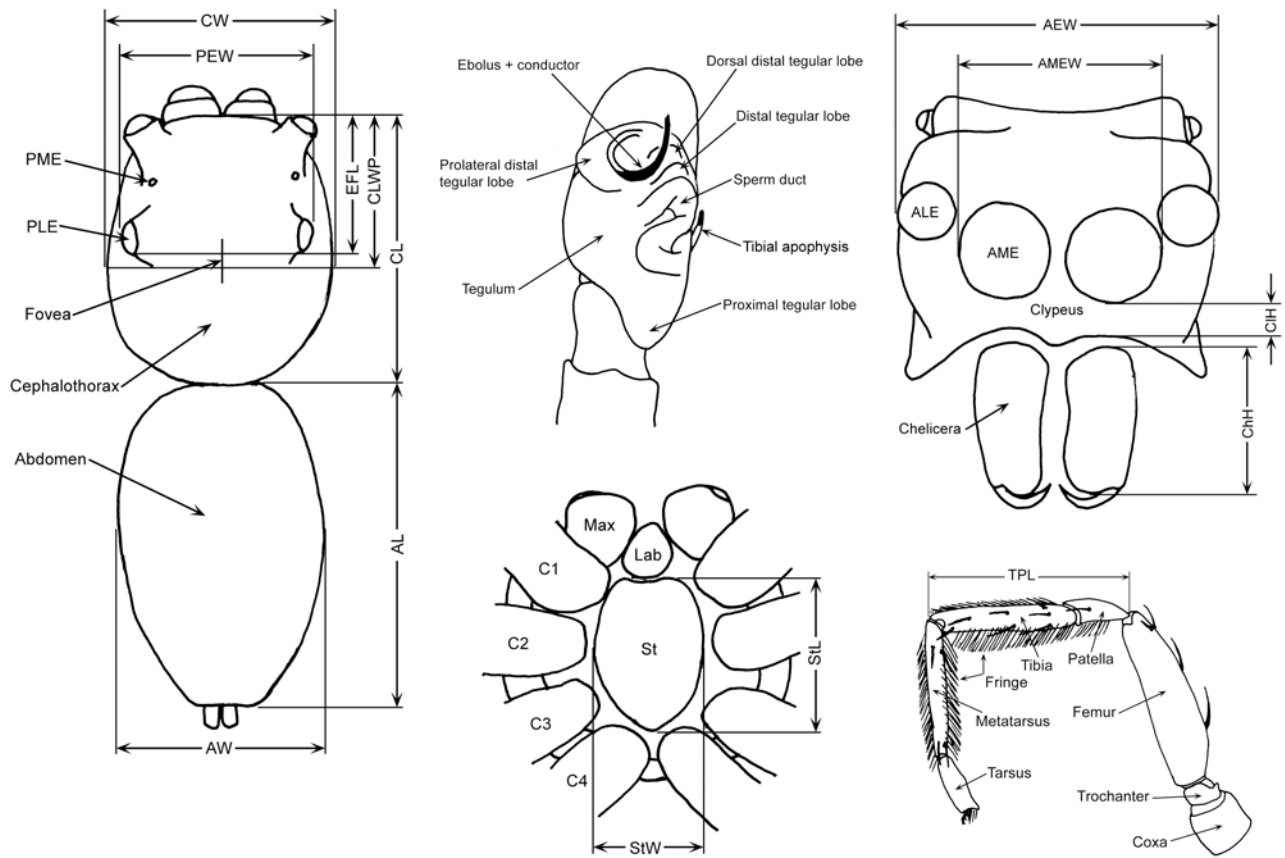 CW
PEW
PME
PLE
EFL
CLWP
CL
Fovea
Cephalothorax
Abdomen
AL
AW
Ebolus + conductor
Dorsal distal tegular lobe
Distal tegular lobe
Prolateral distal
tegular lobe
Sperm duct
Tibial apophysis
Tegulum
Proximal tegular lobe
AEW
AMEW
ALE
AME
Clypeus
ClH
Chelicera
ChH
Max
Lab
C1
C2
St
StL
C3
C4
StW
TPL
Tibia
Patella
Fringe
Metatarsus
Femur
Tarsus
Trochanter
Coxa